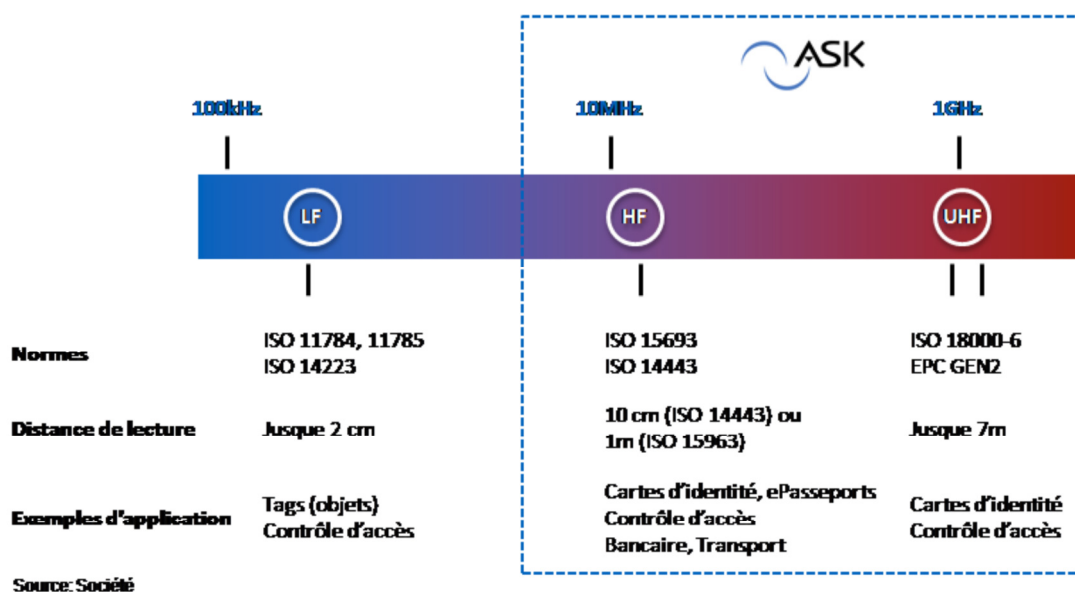 ASK
100kHz
10MHz
1GHz
LF
HF
UHF
Normes
ISO 11784, 11785
ISO 14223
ISO 15693
ISO 14443
ISO 18000-6
EPC GEN2
Distance de lecture
Jusque 2 cm
10 cm (ISO 14443) ou
1m (ISO 15963)
Jusque 7m
Exemples d'application
Tags (objets)
Contrôle d'accès
Cartes d'identité, ePasseports
Contrôle d'accès
Bancaire, Transport
Cartes d'identité
Contrôle d'accès
Source: Société